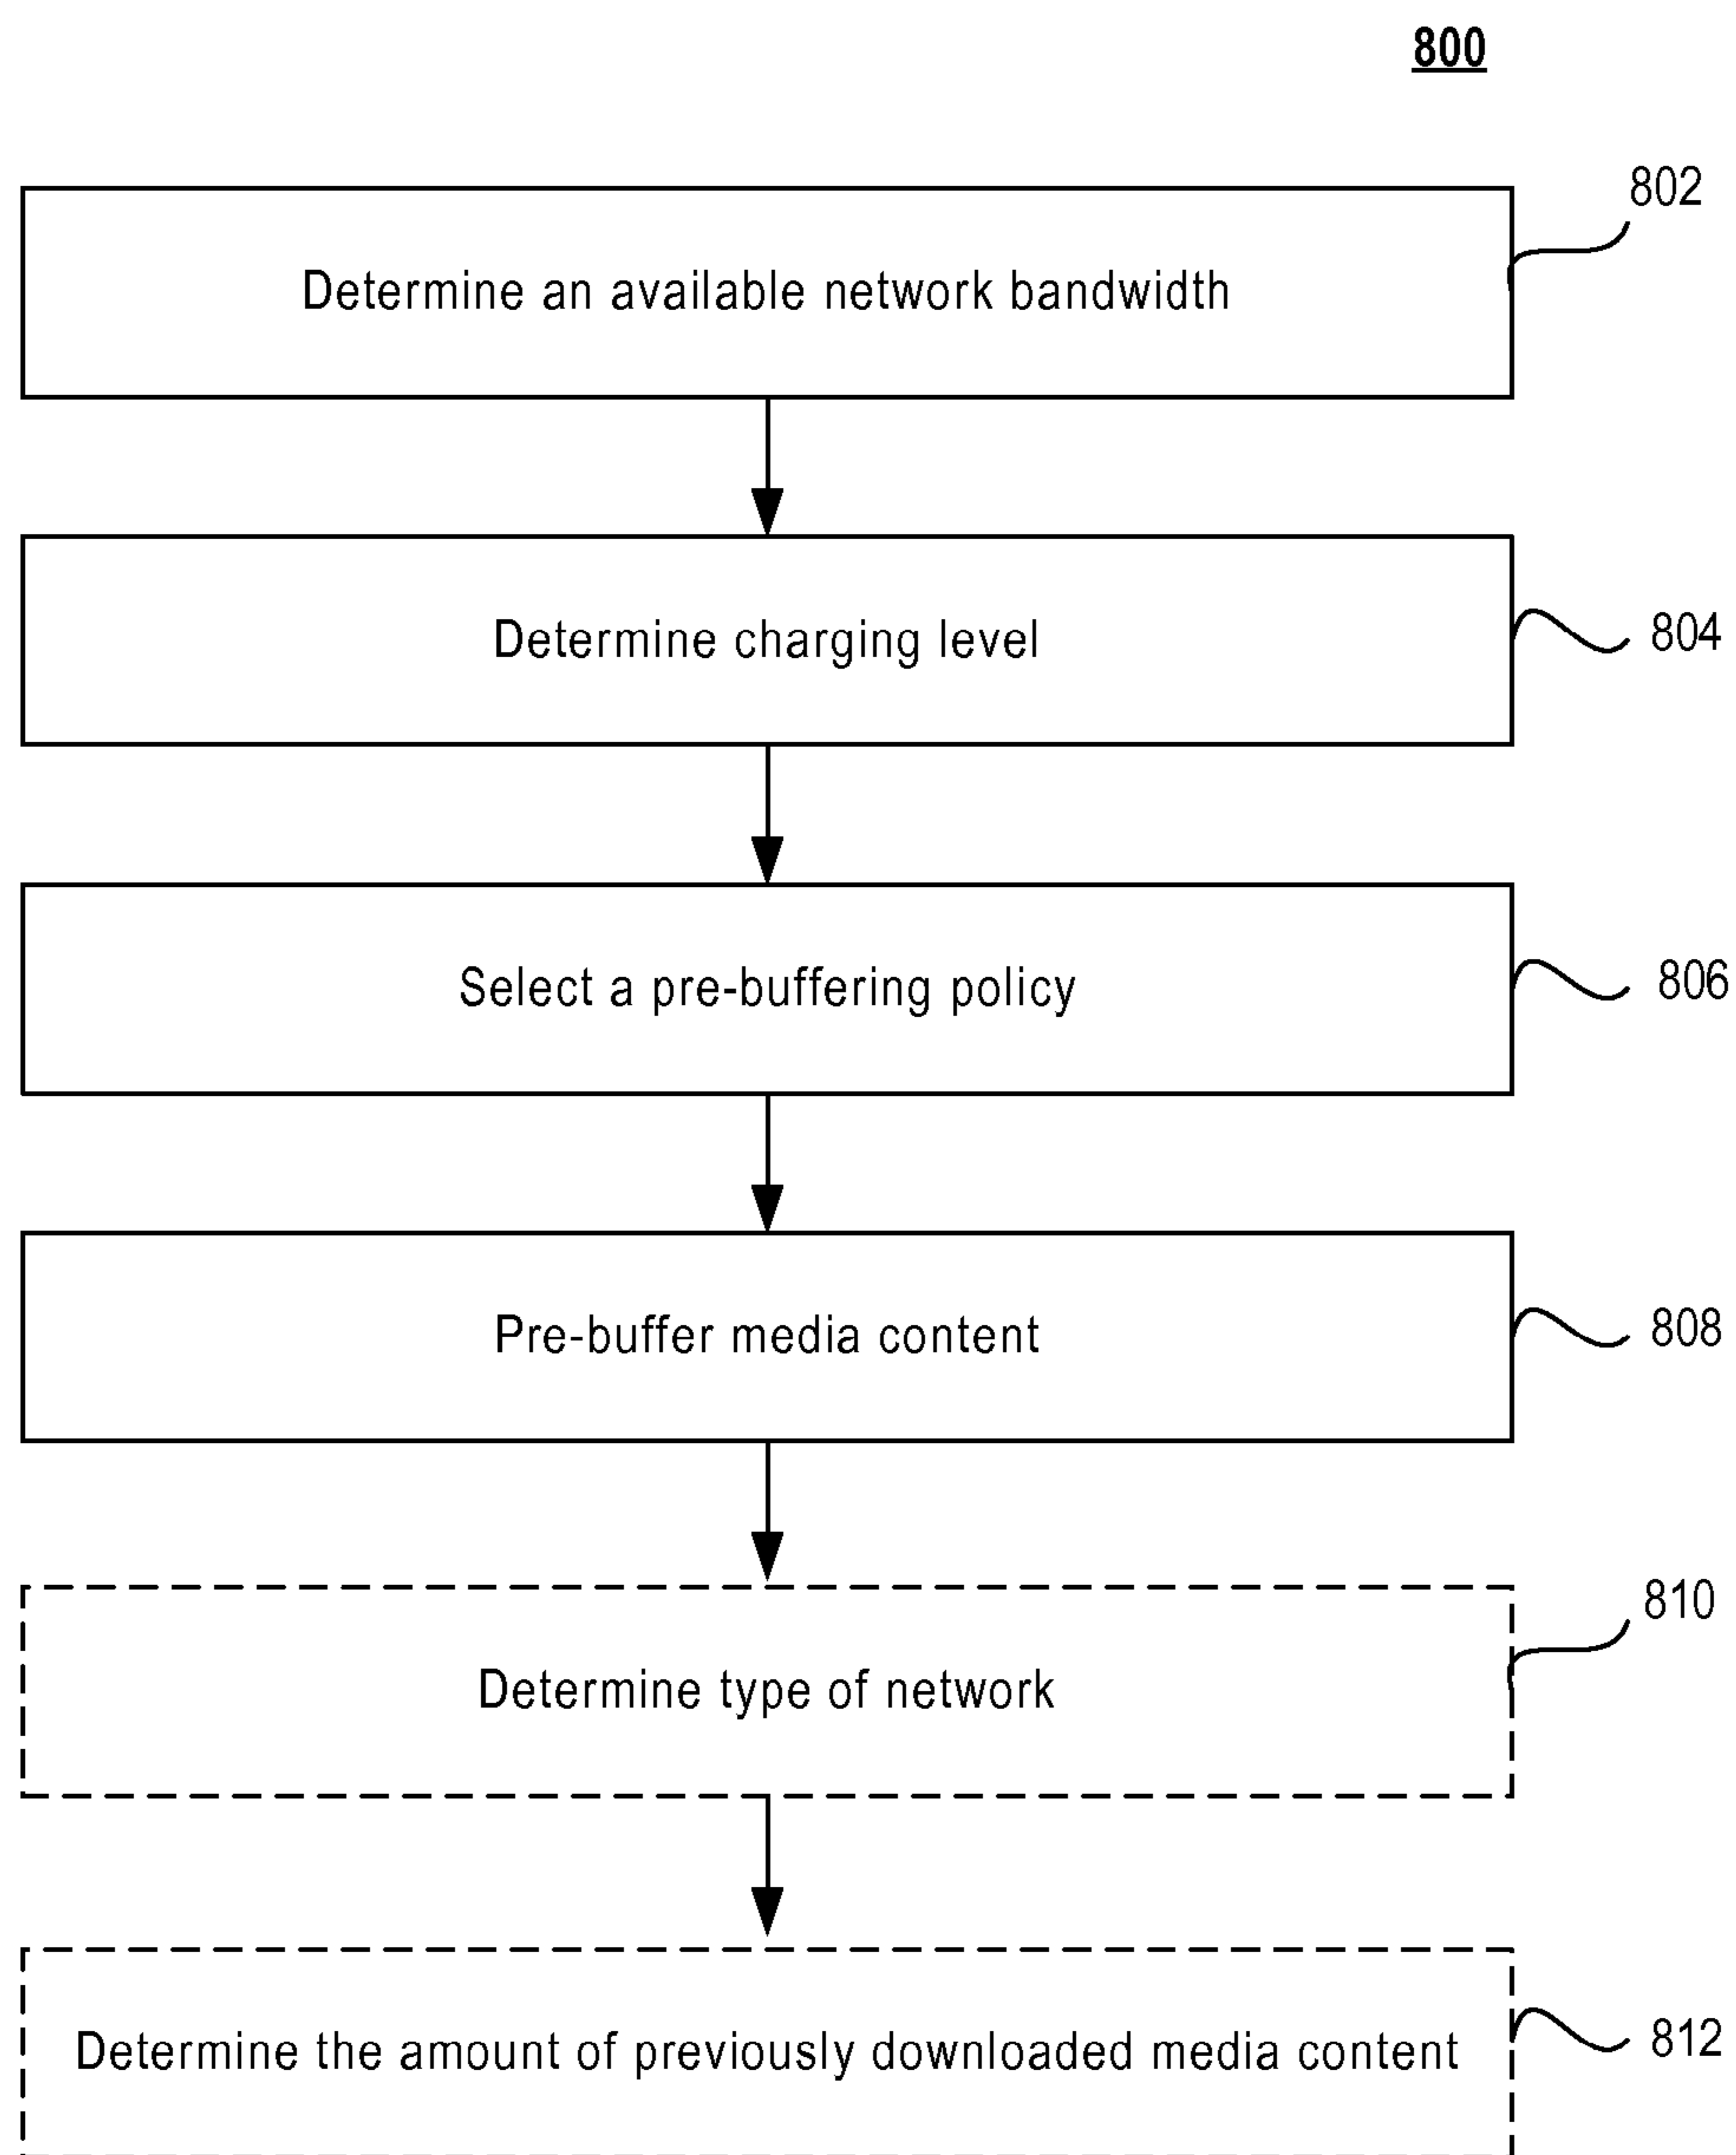 800
802
Determine an available network bandwidth
Determine charging level
804
Select a pre-buffering policy
806
Pre-buffer media content
808
810
Determine type of network
Determine the amount of previously downloaded media content
812